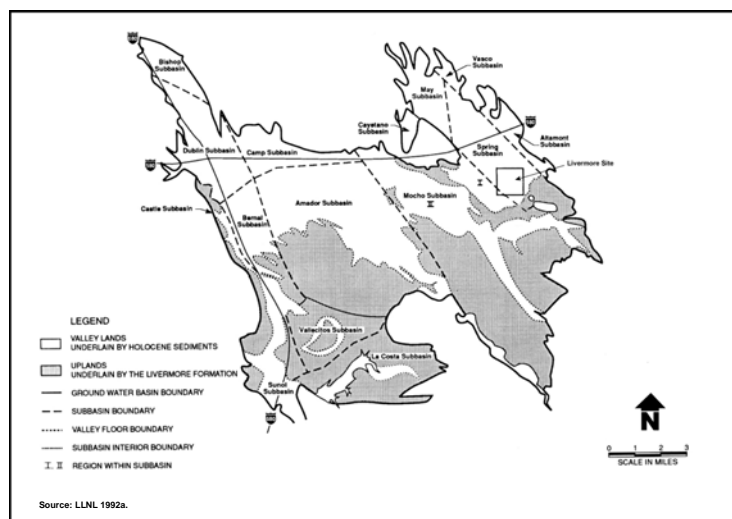 Bishop
Subbasin
Vasco
Subbasin
May
Subbasin
Cayetano
Subbasin
Altamont
Subbasin
Spring
Subbasin
Dublin Subbasin
Camp Subbasin
Livermore Site
I
Castle Subbasin
Bernal
Subbasin
Amador Subbasin
Mocho Subbasin
II
Vallecitos Subbasin
La Costa Subbasin
Sunol
Subbasin
LEGEND
VALLEY LANDS
UNDERLAIN BY HOLOCENE SEDIMENTS
UPLANDS
UNDERLAIN BY THE LIVERMORE FORMATION
GROUND WATER BASIN BOUNDARY
SUBBASIN BOUNDARY
VALLEY FLOOR BOUNDARY
SUBBASIN INTERIOR BOUNDARY
I II REGION WITHIN SUBBASIN
N
0 1 2 3
SCALE IN MILES
Source: LLNL 1992a.